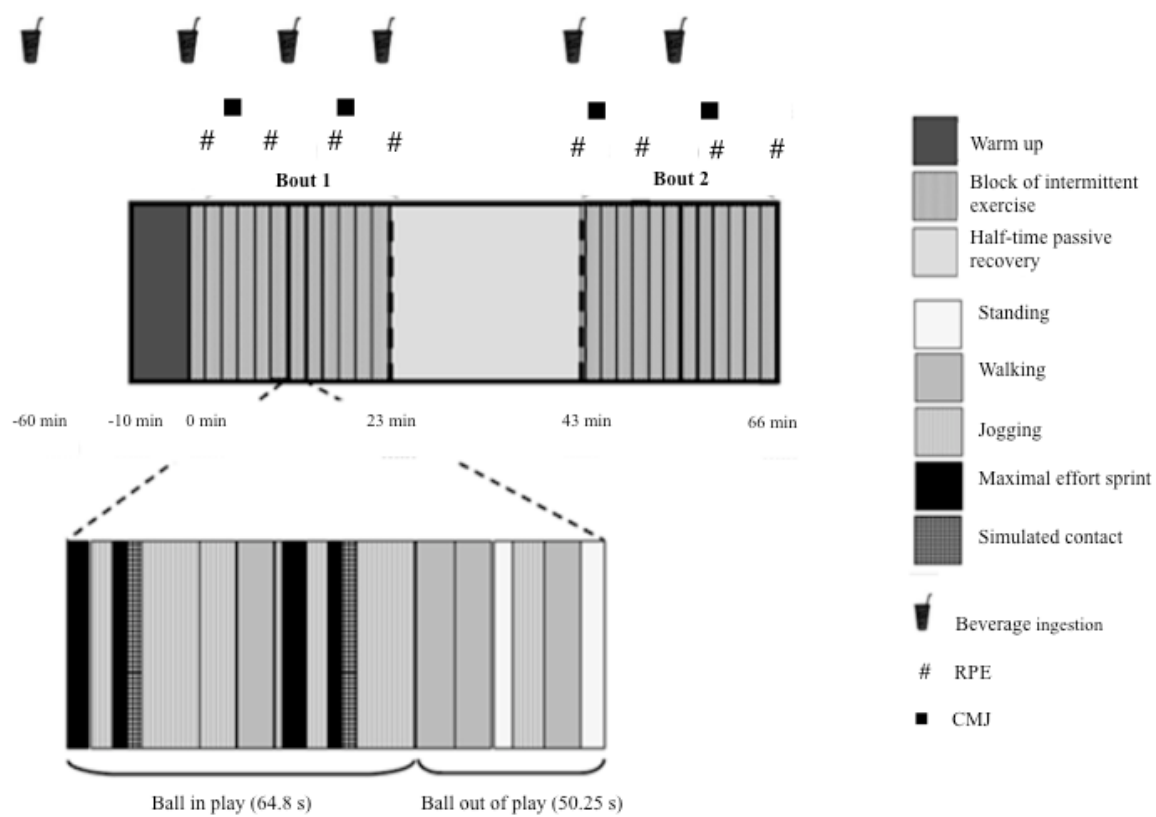 # # # # # # # #
Bout 1 Bout 2
-60 min -10 min 0 min 23 min 43 min 66 min
Ball in play (64.8 s) Ball out of play (50.25 s)
Warm up
Block of intermittent
exercise
Half-time passive
recovery
Standing
Walking
Jogging
Maximal effort sprint
Simulated contact
Beverage ingestion
# RPE
CMJ